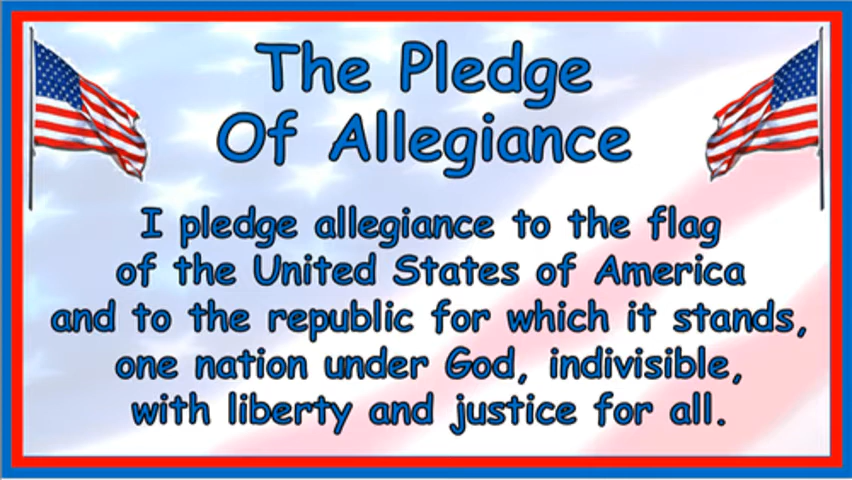 The Pledge
Of Allegiance
I pledge allegiance to the flag
of the United States of America
and to the republic for which it stands,
one nation under God, indivisible,
with liberty and justice for all.